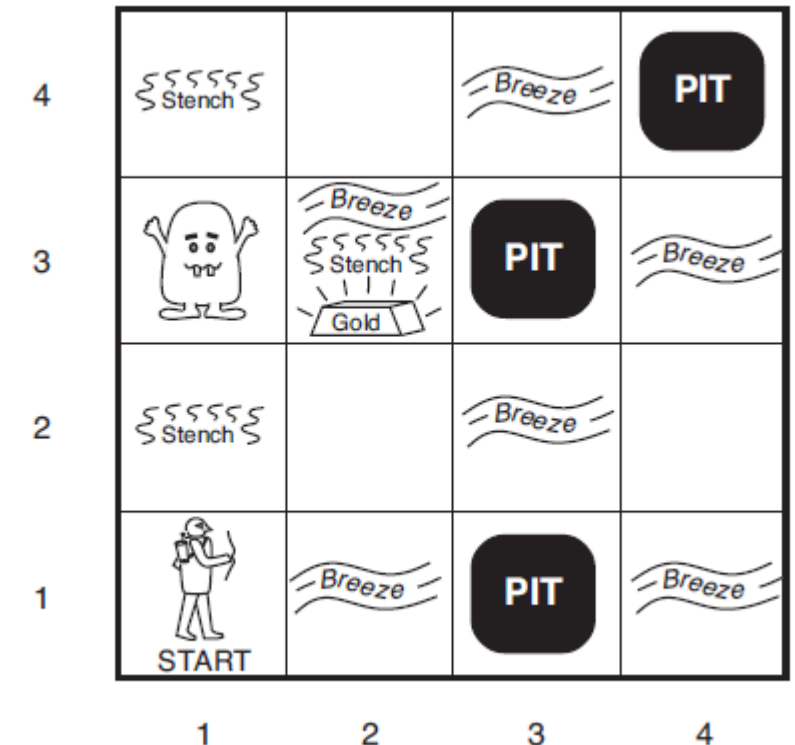 4
Stench
Breeze
PIT
3
Breeze
Stench
Gold
PIT
Breeze
2
Stench
Breeze
1
START
Breeze
PIT
Breeze
1 2 3 4